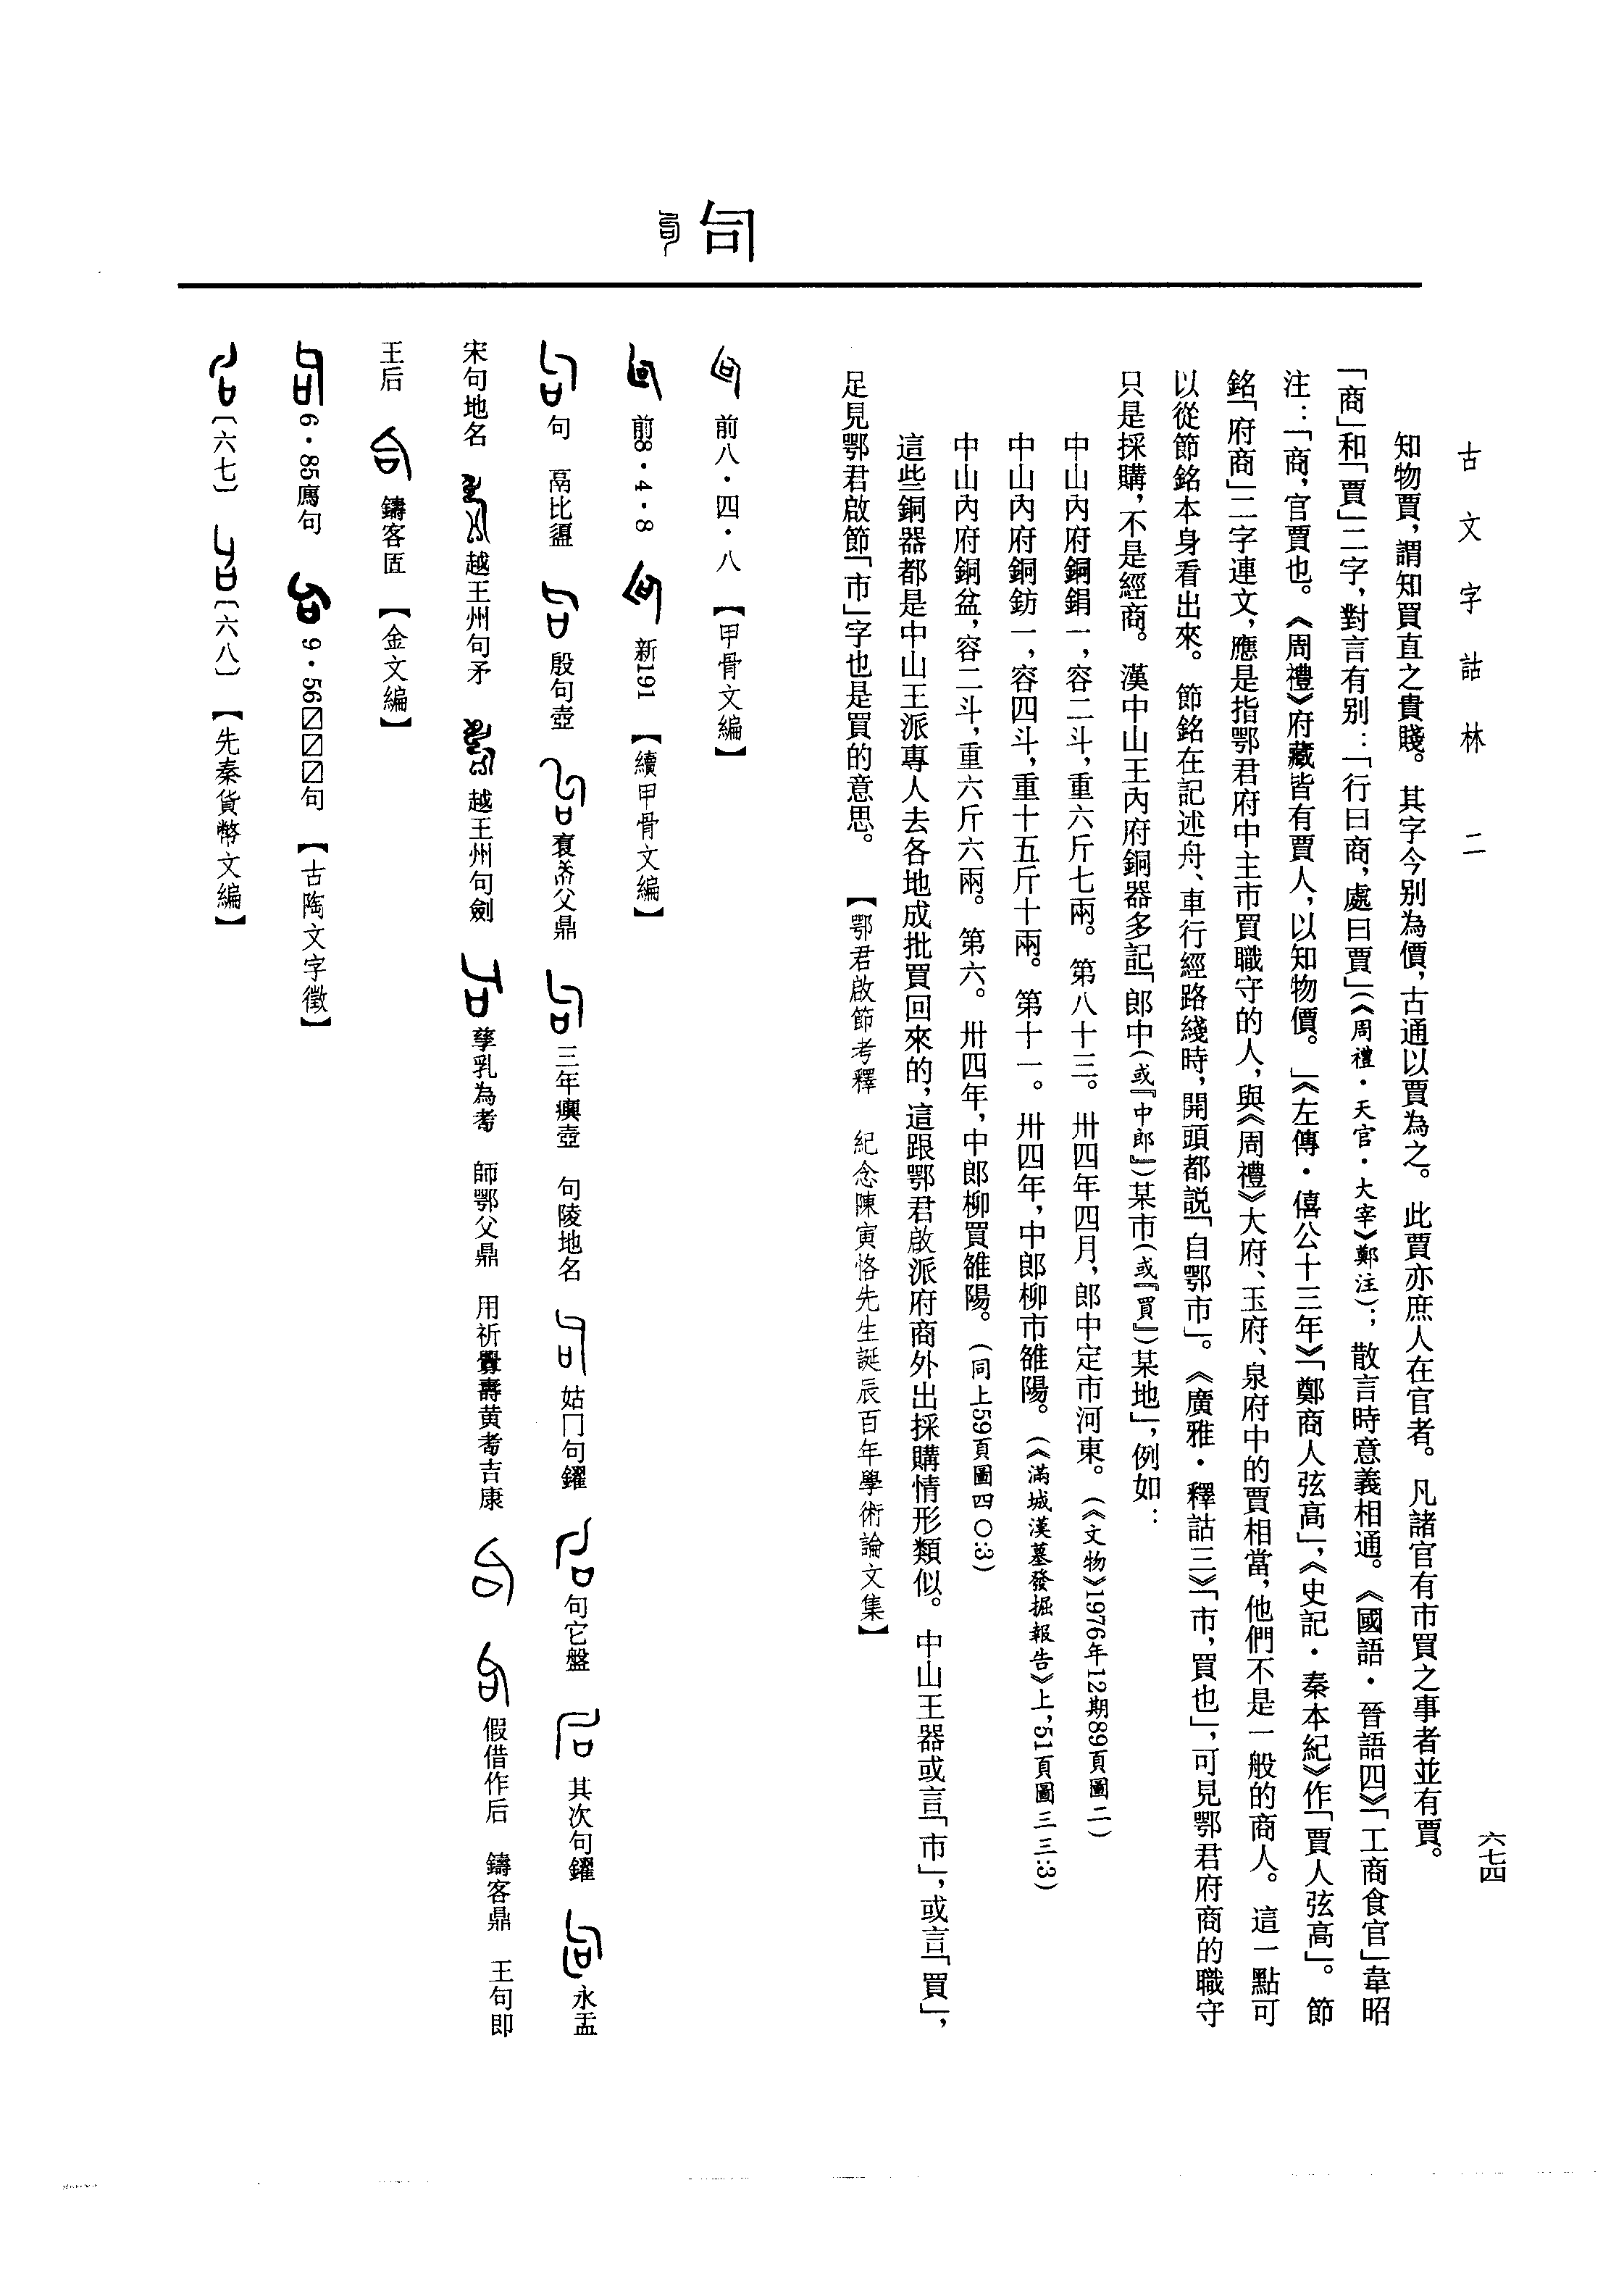 古文字詁林　二
六七四
知物賈，謂知買直之貴賤。其字今別為價，古通以賈為之。此賈亦庶人在官者。凡諸官有市買之事者並有賈。
「商」和「賈」二字，對言有別：「行曰商，處曰賈」（《周禮·天官·大宰》鄭注）；散言時意義相通。《國語·晉語四》「工商食官」韋昭
注：「商，官賈也。《周禮》府藏皆有賈人，以知物價。」《左傳·僖公十三年》「鄭商人弦高」，《史記·秦本紀》作「賈人弦高」。節
銘「府商」二字連文，應是指鄂君府中主市買職守的人，與《周禮》大府、玉府、泉府中的賈相當，他們不是一般的商人。這一點可
以從節銘本身看出來。節銘在記述舟、車行經路綫時，開頭都説「自鄂市」。《廣雅·釋詁三》「市，買也」，可見鄂君府商的職守
只是採購，不是經商。漢中山王内府銅器多記「郎中（或『中郎』）某市（或『買』）某地」，例如：
中山内府銅鋗一，容二斗，重六斤七兩。第八十三。卅四年四月，郎中定市河東。（《文物》1976年12期89頁圖二）
中山内府銅鈁一，容四斗，重十五斤十兩。第十一。卅四年，中郎柳市雒陽。（《滿城漢墓發掘報告》上，51頁圖三三:3）
中山内府銅盆，容二斗，重六斤六兩。第六。卅四年，中郎柳買雒陽。（同上59頁圖四〇:3）
這些銅器都是中山王派專人去各地成批買回來的，這跟鄂君啟派府商外出採購情形類似。中山王器或言「市」，或言「買」，
足見鄂君啟節「市」字也是買的意思。　【鄂君啟節考釋　紀念陳寅恪先生誕辰百年學術論文集】
句
前八·四·八　【甲骨文編】
前8·4·8　新191　【續甲骨文編】
句　鬲比盨　殷句壺　父鼎　三年𤼈壺　句陵地名　姑冂句鑃　句它盤　其次句鑃　永盂
宋句地名　越王州句矛　越王州句劍　孳乳為耇　師鄂父鼎　用祈眉壽黄耇吉康　假借作后　鑄客鼎　王句即
王后　鑄客匜　【金文編】
6·85　句　9·56☐☐☐句　【古陶文字徵】
〔六七〕　〔六八〕　【先秦貨幣文編】